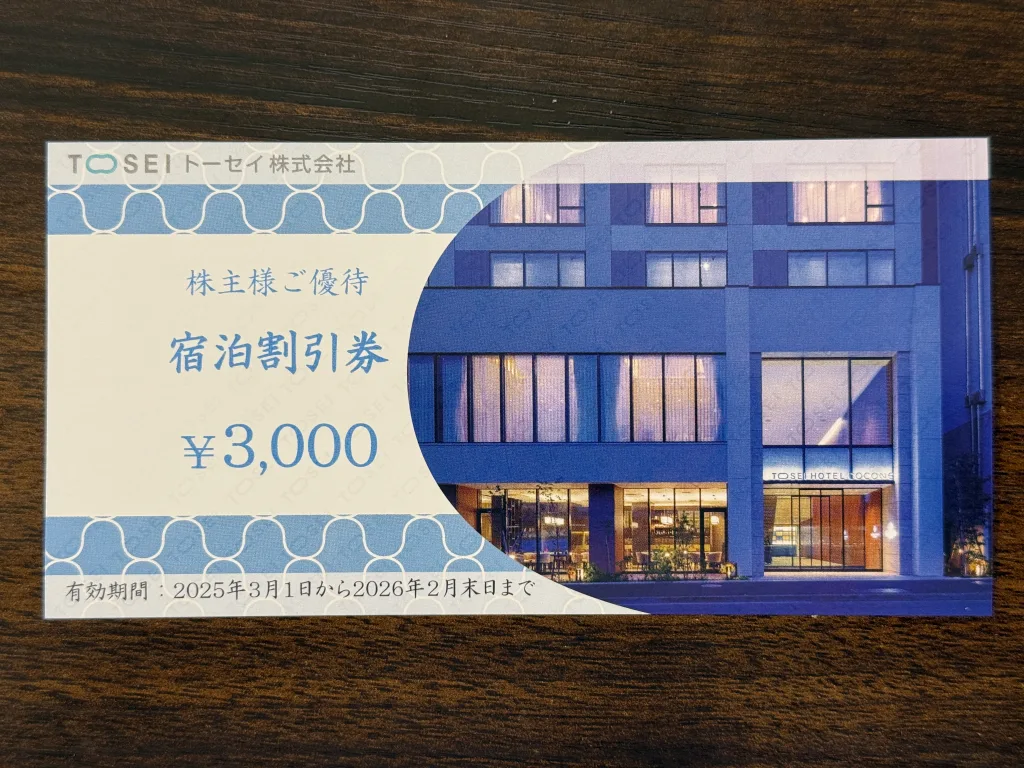 TOSEI トーセイ株式会社
株主様ご優待
宿泊割引券
¥3,000
TOSEI HOTEL COCONE
有効期間：2025年3月1日から2026年2月末日まで